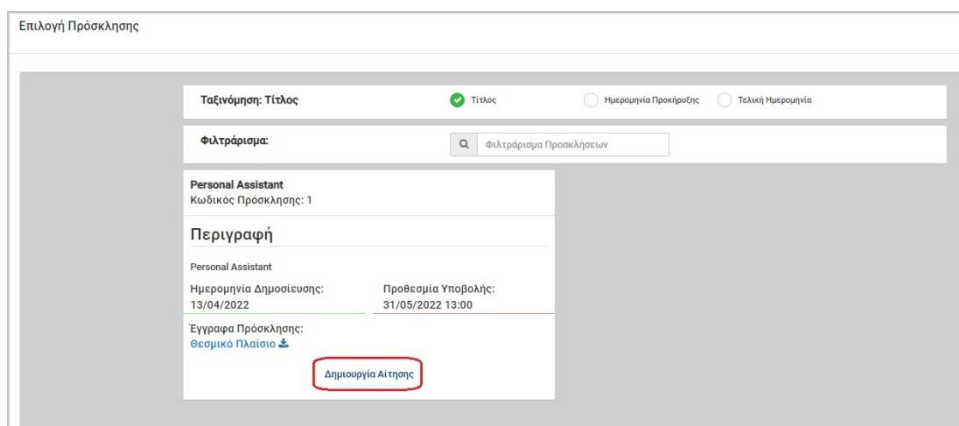 Επιλογή Πρόσκλησης
Ταξινόμηση: Τίτλος Τίτλος Ημερομηνία Προκήρυξης Τελική Ημερομηνία
Φιλτράρισμα: Φιλτράρισμα Προσκλήσεων
Personal Assistant
Κωδικός Πρόσκλησης: 1
Περιγραφή
Personal Assistant
Ημερομηνία Δημοσίευσης: Προθεσμία Υποβολής:
13/04/2022 31/05/2022 13:00
Έγγραφα Πρόσκλησης:
Θεσμικό Πλαίσιο
Δημιουργία Αίτησης